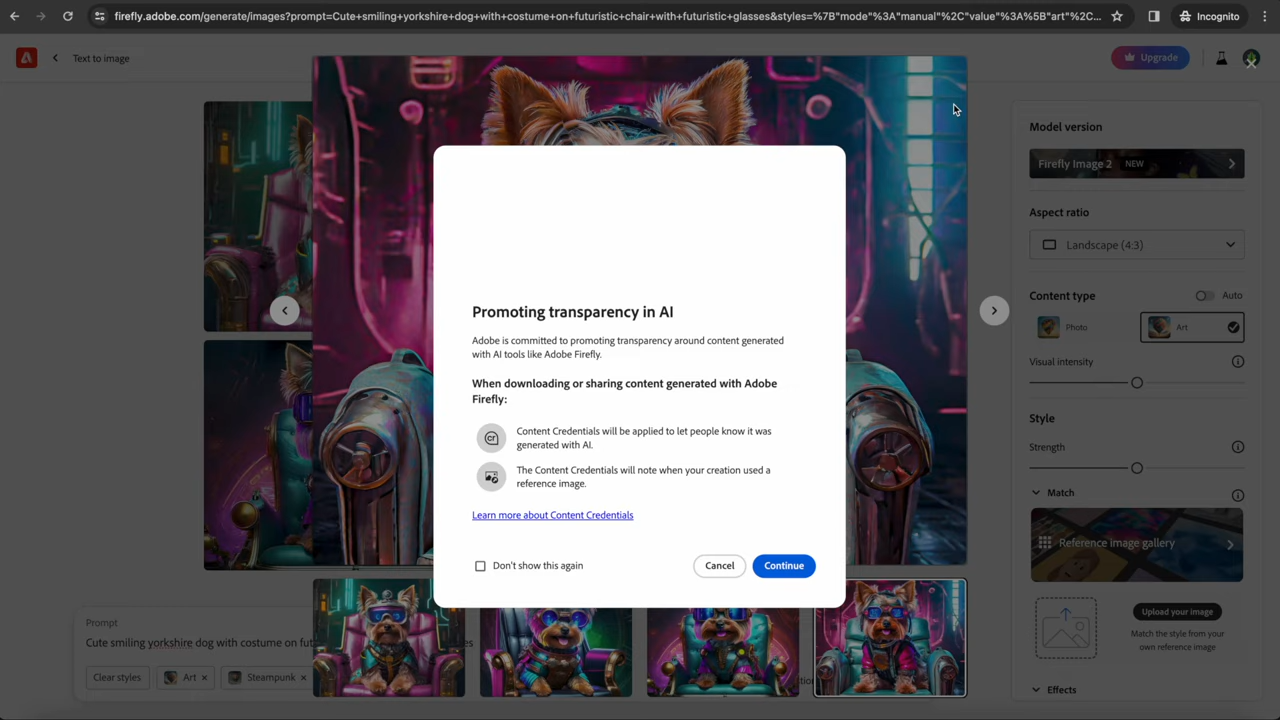 firefly.adobe.com/generate/images?prompt=Cute+smiling+yorkshire+dog+with+costume+on+futuristic+chair+with+futuristic+glasses&styles=%7B"mode"%3A"manual"%2C"value"%3A%5B"art"%2C...
Incognito
Text to image
Upgrade
Model version
Firefly Image 2 NEW
Aspect ratio
Landscape (4:3)
Content type
Auto
Photo
Art
Visual intensity
Style
Strength
Match
Reference image gallery
Upload your image
Match the style from your
own reference image
Effects
Promoting transparency in AI
Adobe is committed to promoting transparency around content generated
with AI tools like Adobe Firefly.
When downloading or sharing content generated with Adobe
Firefly:
cr
Content Credentials will be applied to let people know it was
generated with AI.
The Content Credentials will note when your creation used a
reference image.
Learn more about Content Credentials
Don't show this again
Cancel
Continue
Prompt
Cute smiling yorkshire dog with costume on fut
Clear styles
Art
Steampunk